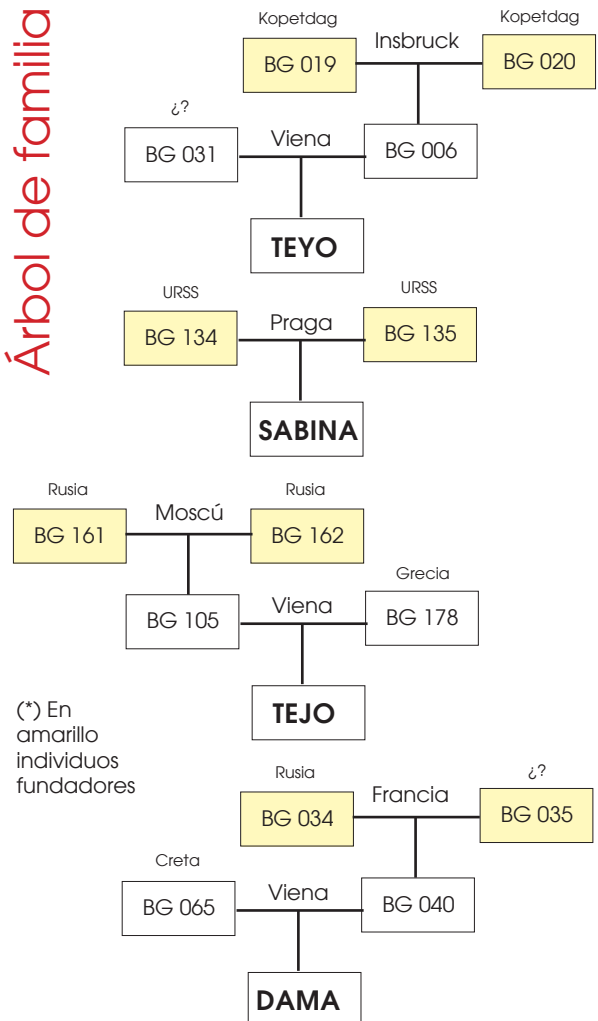 Árbol de familia
Kopetdag
Kopetdag
BG 019
Insbruck
BG 020
¿?
BG 031
Viena
BG 006
TEYO
URSS
URSS
BG 134
Praga
BG 135
SABINA
Rusia
Rusia
BG 161
Moscú
BG 162
Grecia
BG 105
Viena
BG 178
TEJO
(*) En
amarillo
individuos
fundadores
Rusia
¿?
BG 034
Francia
BG 035
Creta
BG 065
Viena
BG 040
DAMA